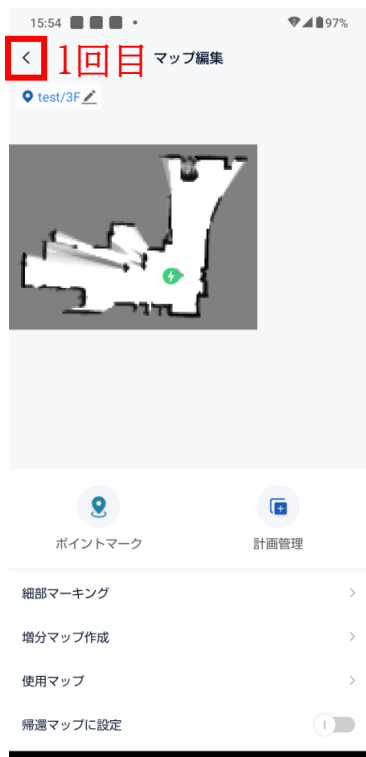 15:54
97%
1回目
マップ編集
test/3F
ポイントマーク
計画管理
細部マーキング
増分マップ作成
使用マップ
帰還マップに設定